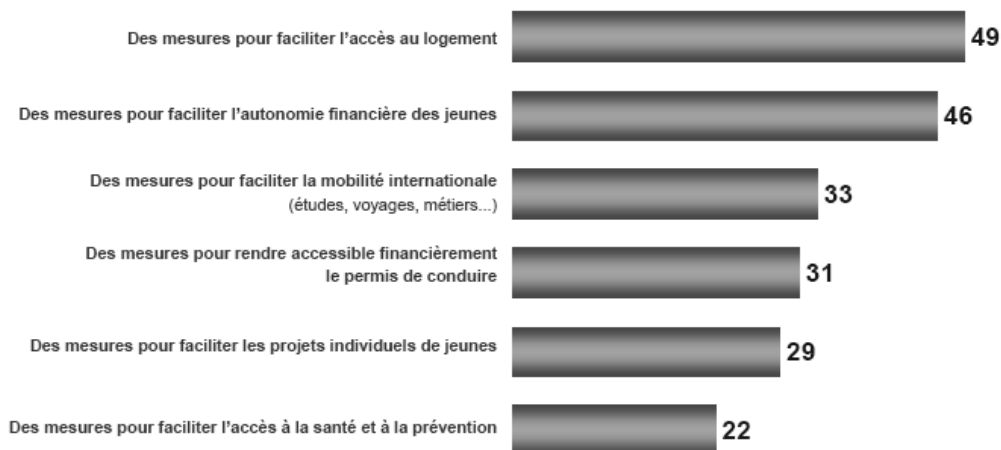 Des mesures pour faciliter l'accès au logement 49
Des mesures pour faciliter l'autonomie financière des jeunes 46
Des mesures pour faciliter la mobilité internationale
(études, voyages, métiers...) 33
Des mesures pour rendre accessible financièrement
le permis de conduire 31
Des mesures pour faciliter les projets individuels de jeunes 29
Des mesures pour faciliter l'accès à la santé et à la prévention 22